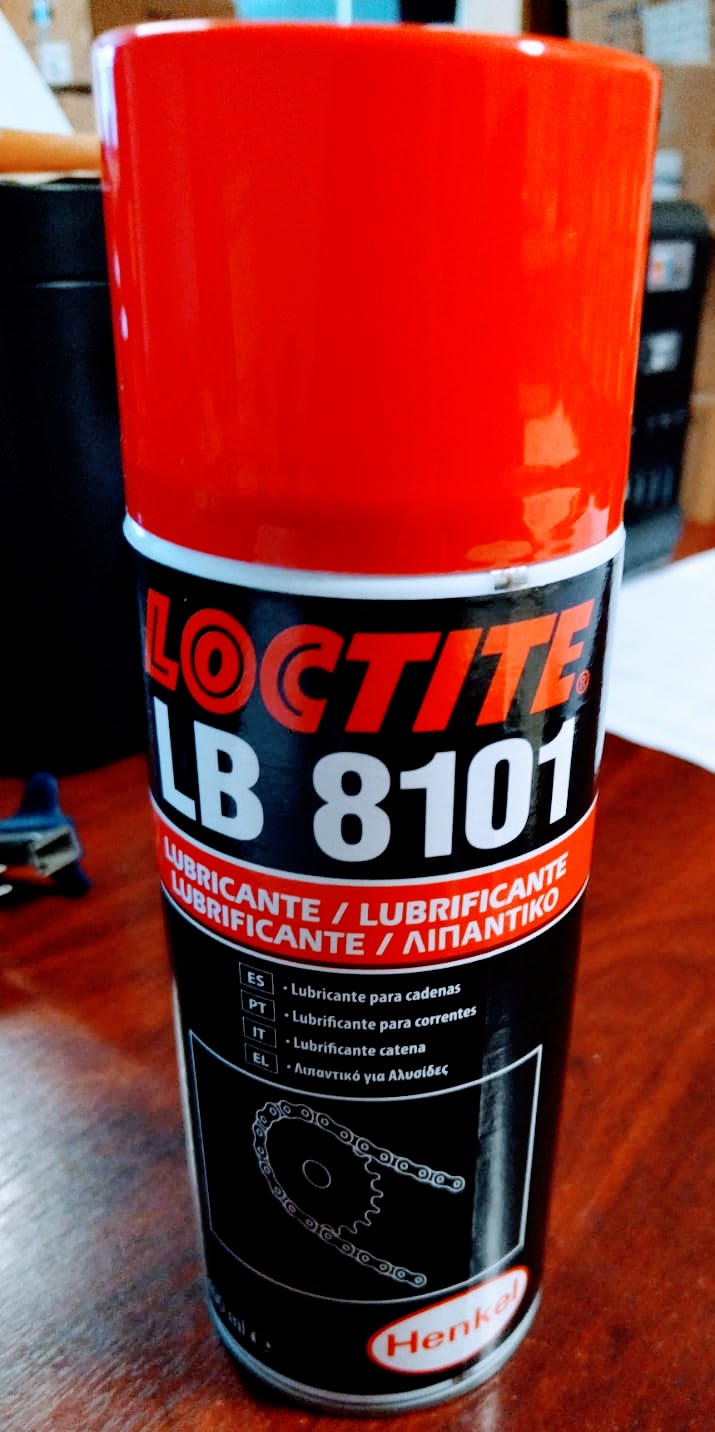 LOCTITE®
LB 8101
LUBRICANTE / LUBRIFICANTE
LUBRIFICANTE / ΛΙΠΑΝΤΙΚΟ
ES • Lubricante para cadenas
PT • Lubrificante para correntes
IT • Lubrificante catena
EL • Λιπαντικό για Αλυσίδες
ml e
Henkel